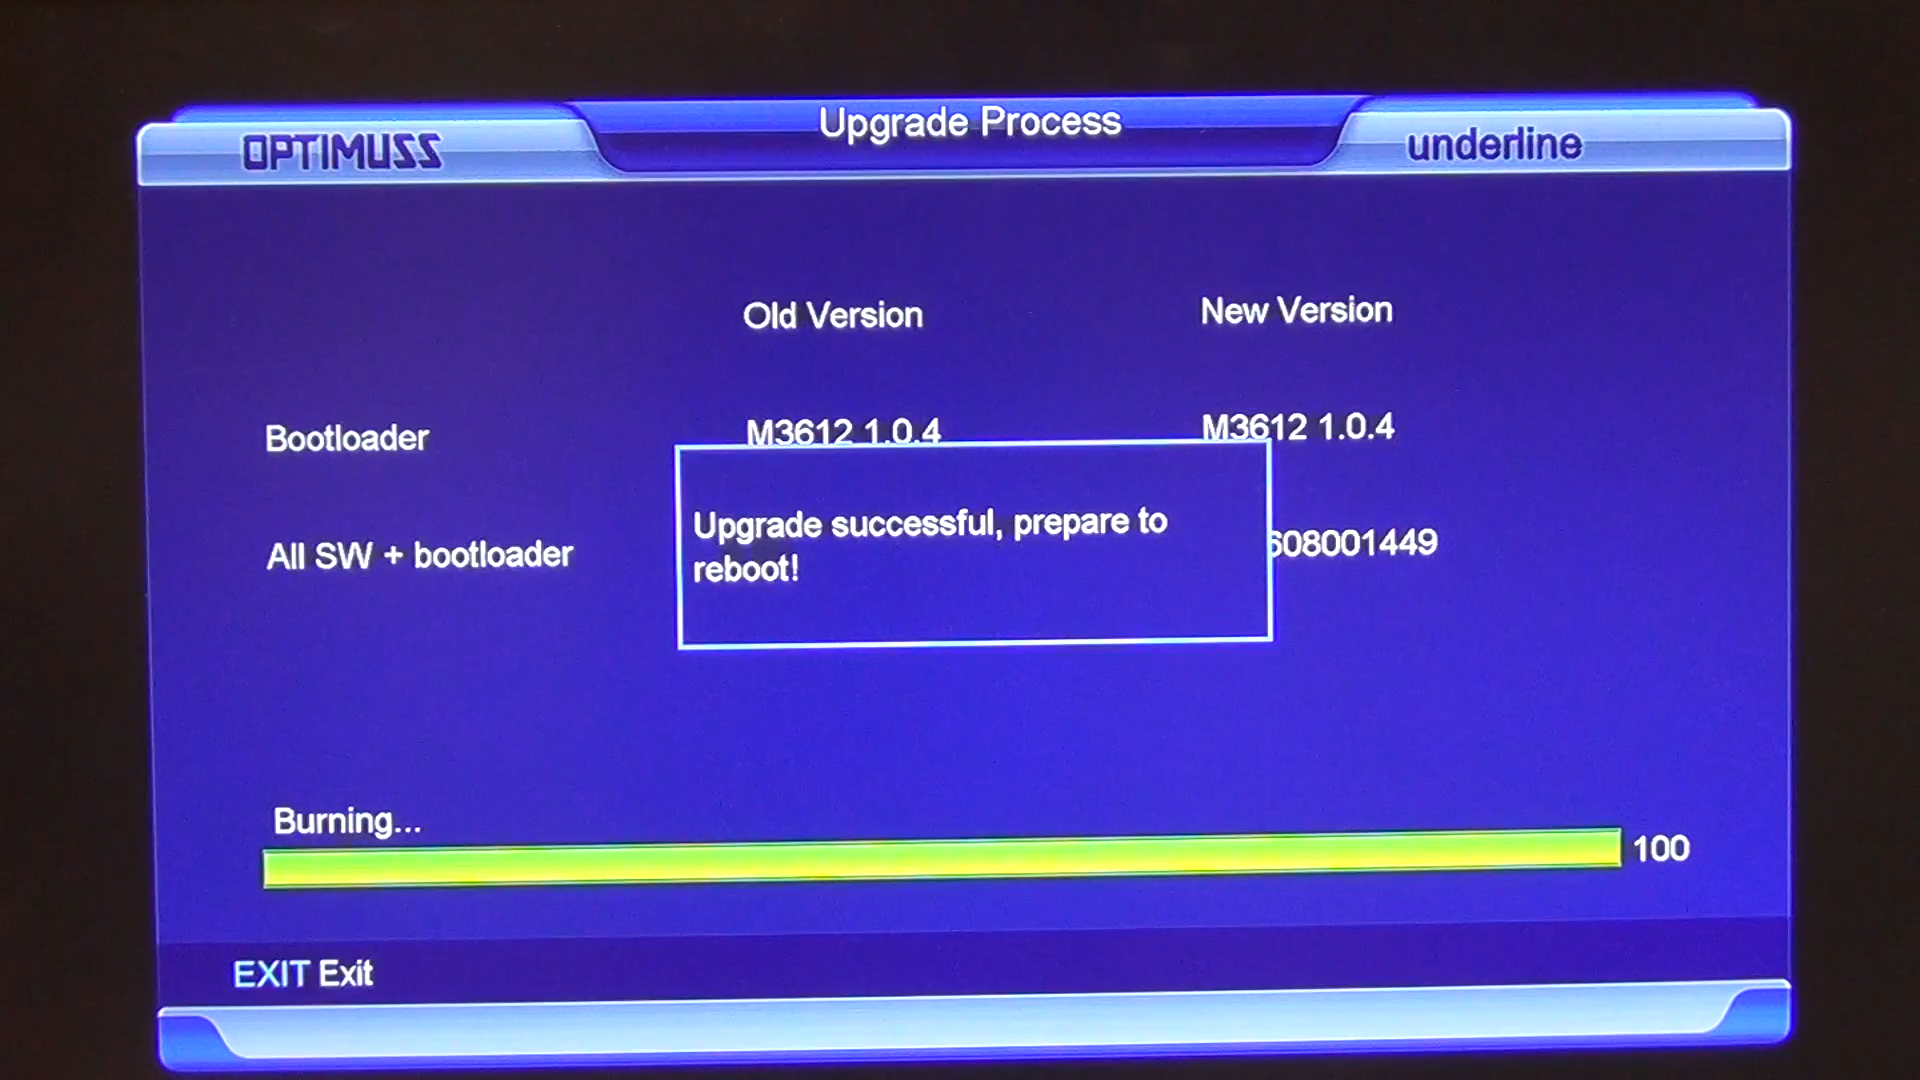 OPTIMUSS Upgrade Process underline
Old Version New Version
Bootloader M3612 1.0.4 M3612 1.0.4
All SW + bootloader 608001449
Upgrade successful, prepare to
reboot!
Burning...
100
EXIT Exit